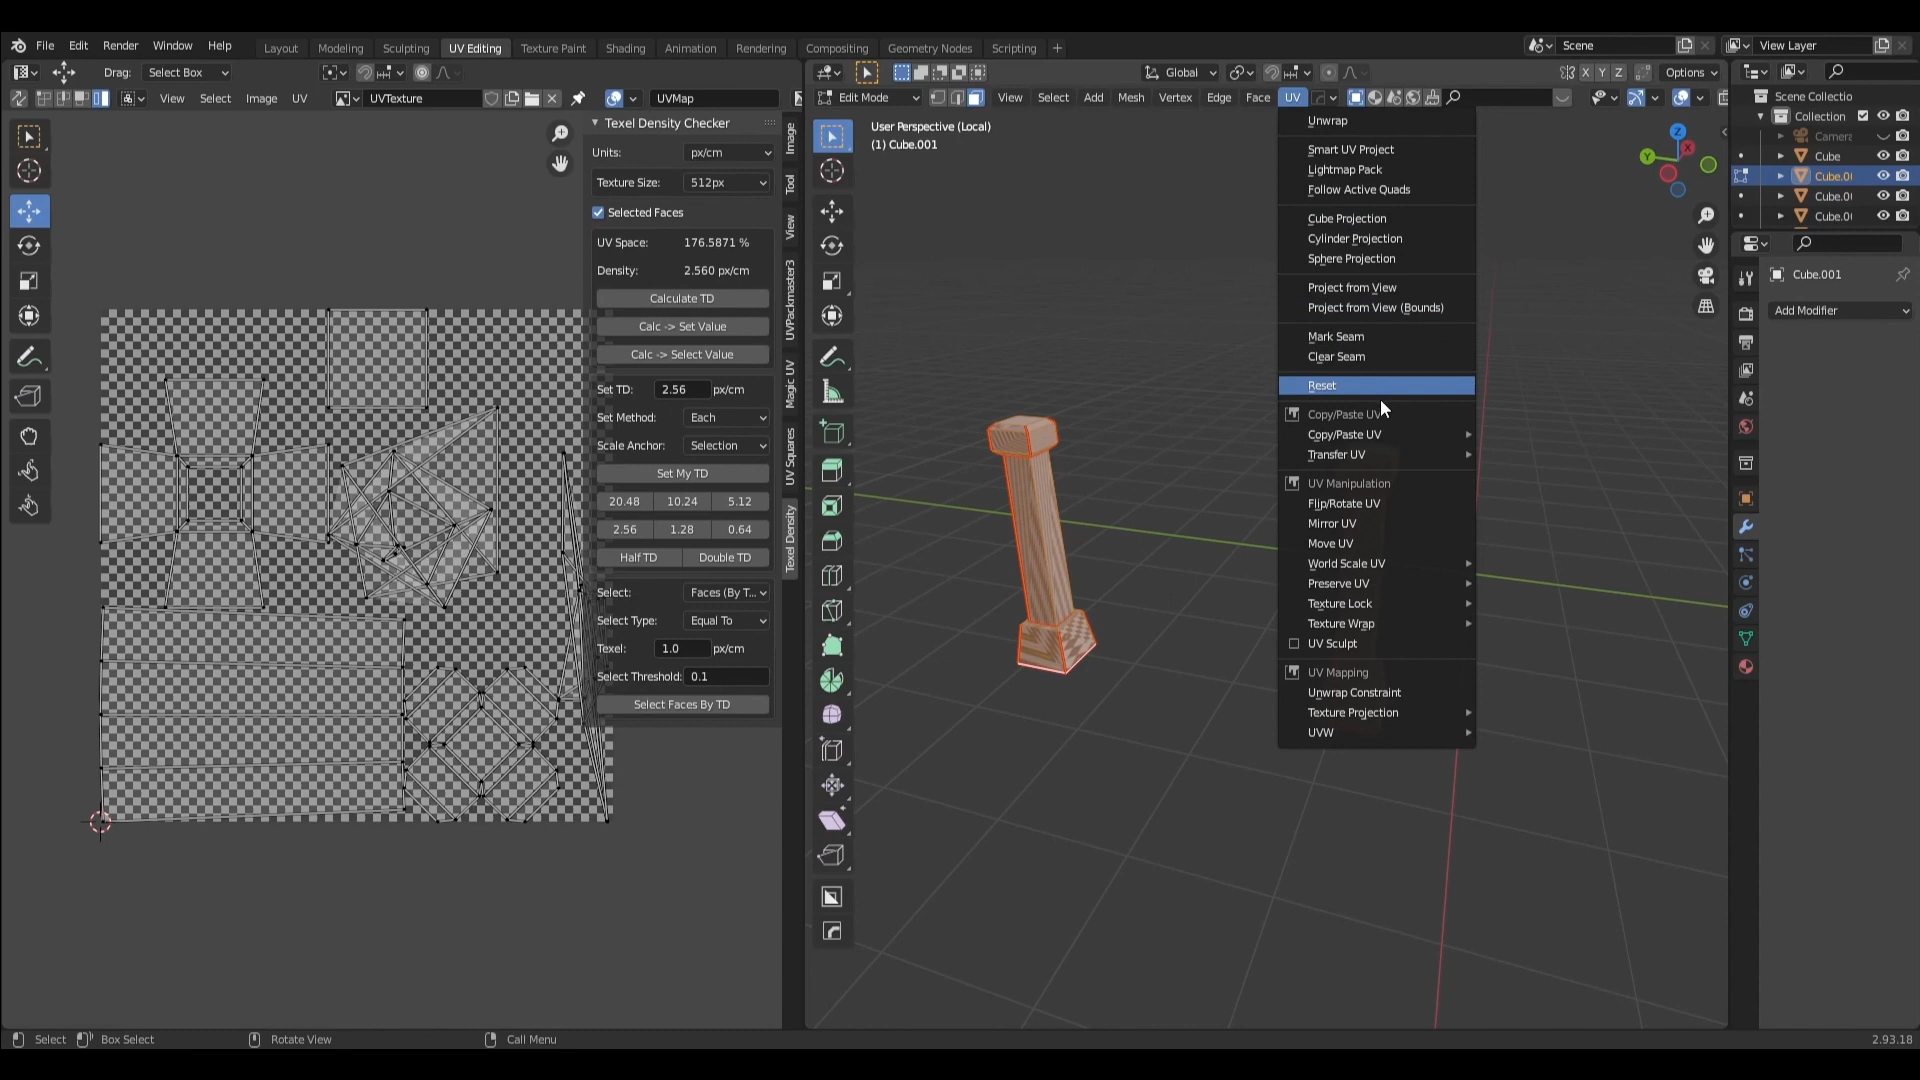 File Edit Render Window Help Layout Modeling Sculpting UV Editing Texture Paint Shading Animation Rendering Compositing Geometry Nodes Scripting + Scene View Layer
Drag: Select Box Global X Y Z Options
View Select Image UV UVTexture UVMap Edit Mode View Select Add Mesh Vertex Edge Face UV
Scene Collectio
Collection
Camera
Cube
Cube.0
Cube.0
Cube.0
Cube.001
Add Modifier
Texel Density Checker
Units: px/cm
Texture Size: 512px
Selected Faces
UV Space: 176.5871 %
Density: 2.560 px/cm
Calculate TD
Calc -> Set Value
Calc -> Select Value
Set TD: 2.56 px/cm
Set Method: Each
Scale Anchor: Selection
Set My TD
20.48 10.24 5.12
2.56 1.28 0.64
Half TD Double TD
Select: Faces (By T...
Select Type: Equal To
Texel: 1.0 px/cm
Select Threshold: 0.1
Select Faces By TD
Image
Tool
View
UVPackmaster3
Magic UV
UV Squares
Texel Density
User Perspective (Local)
(1) Cube.001
Z
Y
X
Unwrap
Smart UV Project
Lightmap Pack
Follow Active Quads
Cube Projection
Cylinder Projection
Sphere Projection
Project from View
Project from View (Bounds)
Mark Seam
Clear Seam
Reset
Copy/Paste UV
Copy/Paste UV
Transfer UV
UV Manipulation
Flip/Rotate UV
Mirror UV
Move UV
World Scale UV
Preserve UV
Texture Lock
Texture Wrap
UV Sculpt
UV Mapping
Unwrap Constraint
Texture Projection
UVW
Select Box Select Rotate View Call Menu 2.93.18